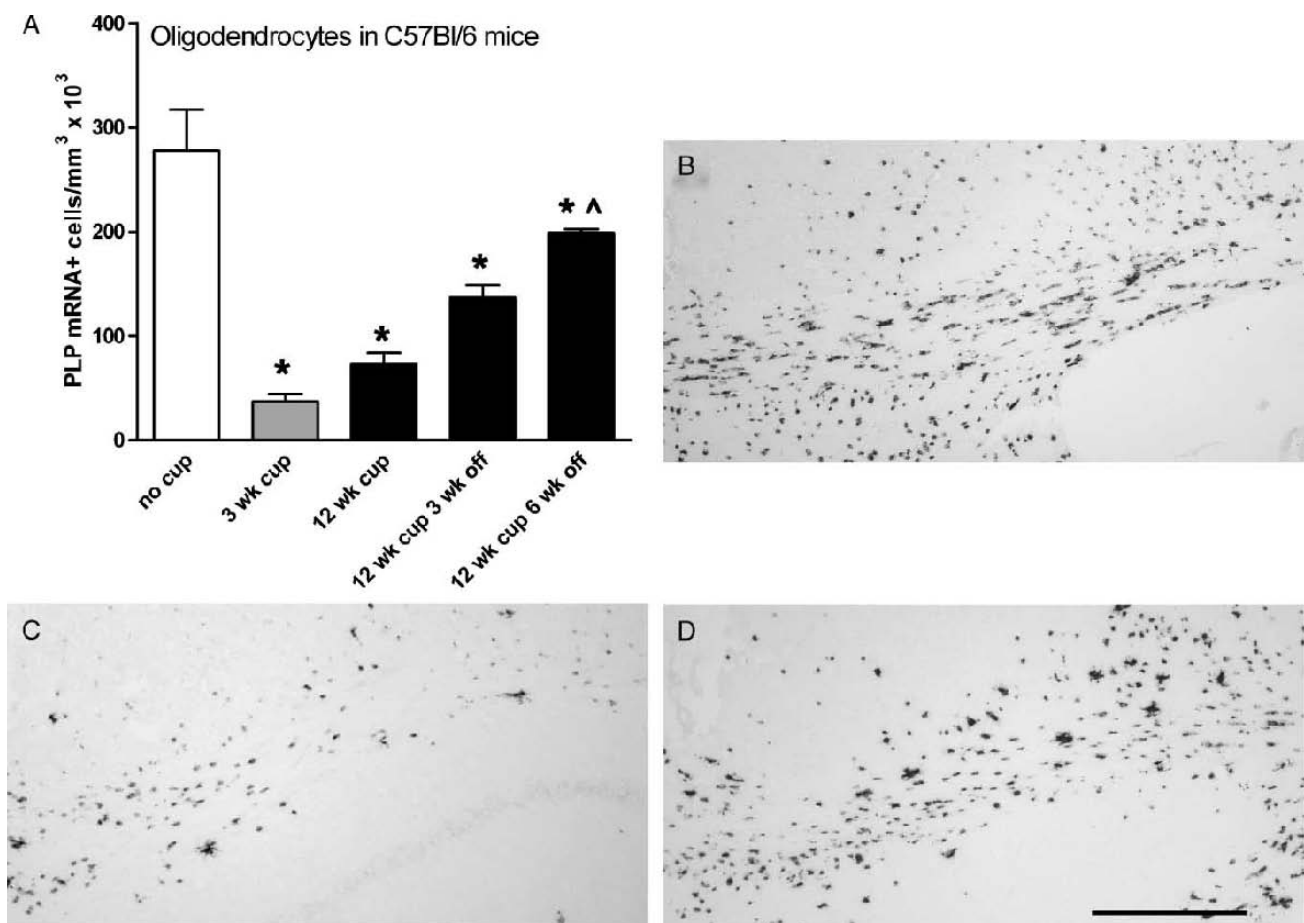 A
Oligodendrocytes in C57Bl/6 mice
PLP mRNA+ cells/mm³ x 10³
400
300
200
100
0
*
*
*
* ^
no cup
3 wk cup
12 wk cup
12 wk cup 3 wk off
12 wk cup 6 wk off
B
C
D